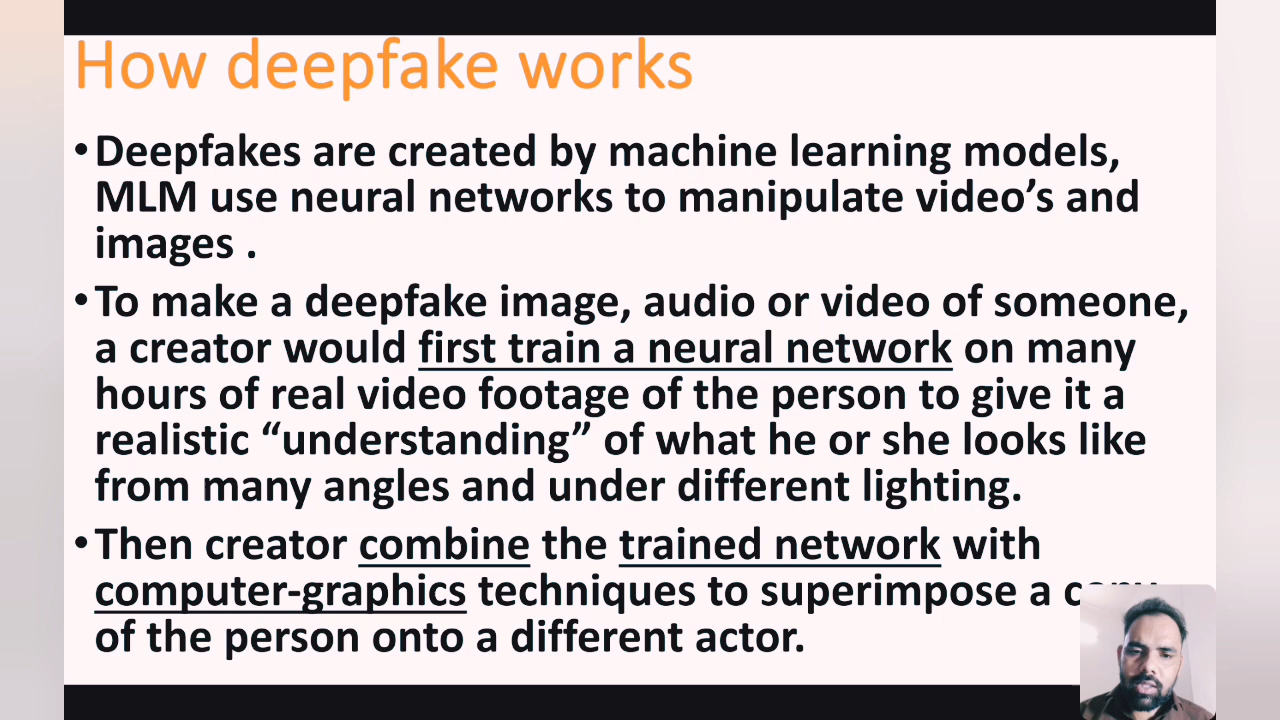 How deepfake works
•Deepfakes are created by machine learning models,
MLM use neural networks to manipulate video’s and
images .
•To make a deepfake image, audio or video of someone,
a creator would first train a neural network on many
hours of real video footage of the person to give it a
realistic “understanding” of what he or she looks like
from many angles and under different lighting.
•Then creator combine the trained network with
computer-graphics techniques to superimpose a copy
of the person onto a different actor.